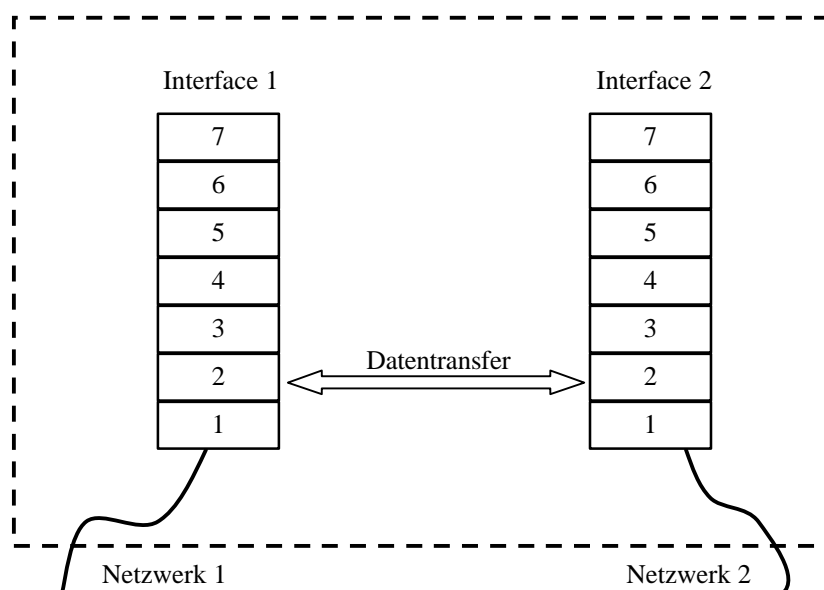 Interface 1 Interface 2
7 7
6 6
5 5
4 4
3 3
Datentransfer
2 2
1 1
Netzwerk 1 Netzwerk 2